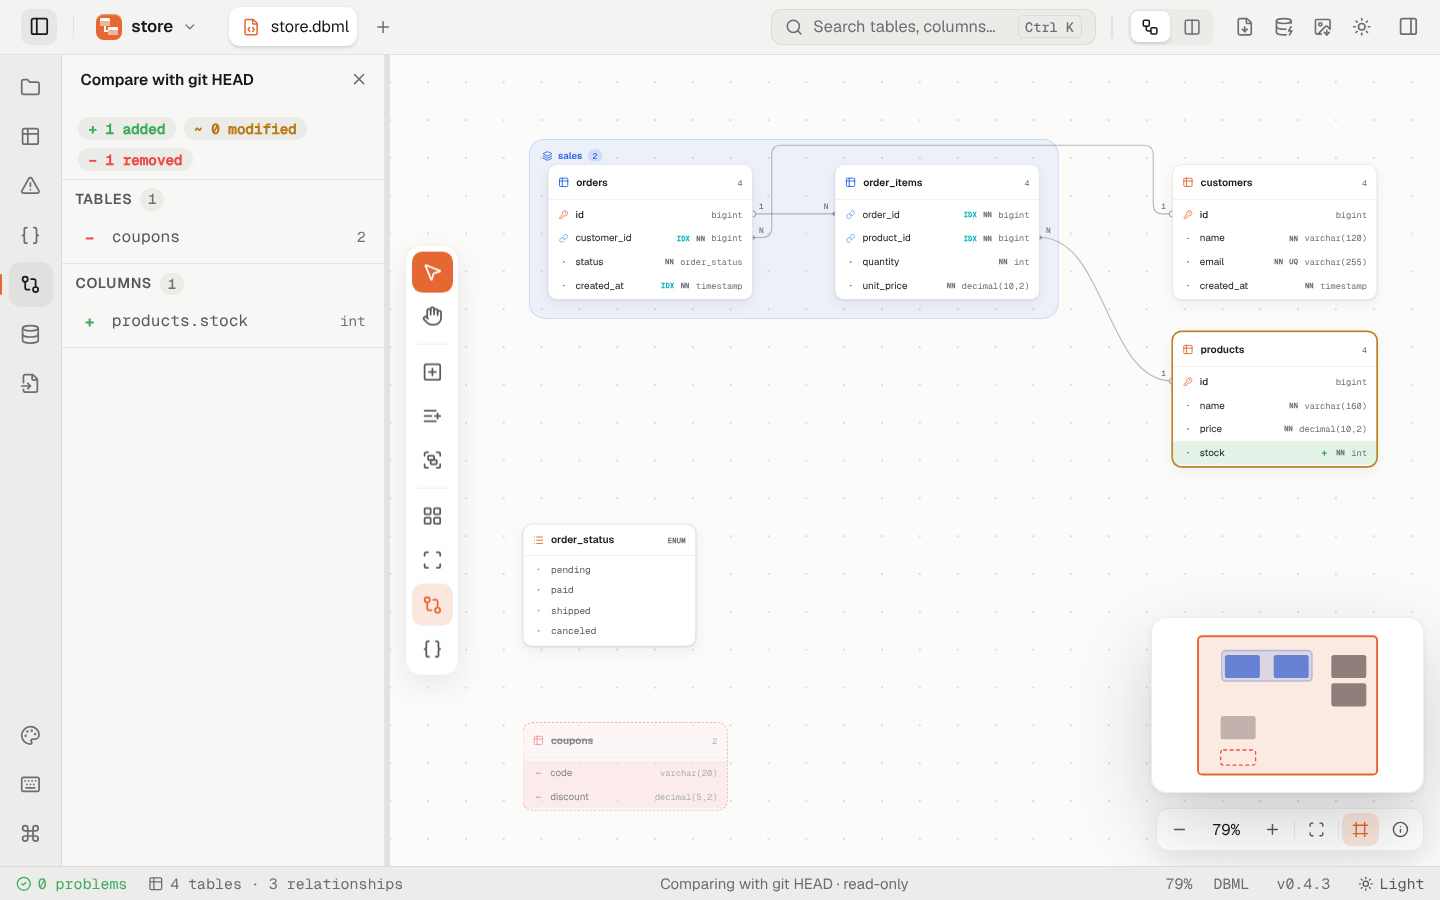 store
store.dbml
Search tables, columns... Ctrl K
Compare with git HEAD
+ 1 added
~ 0 modified
− 1 removed
TABLES 1
− coupons 2
COLUMNS 1
+ products.stock int
sales 2
orders 4
id bigint
customer_id IDX NN bigint
status NN order_status
created_at IDX NN timestamp
1
N
N
order_items 4
order_id IDX NN bigint
product_id IDX NN bigint
quantity NN int
unit_price NN decimal(10,2)
N
1
customers 4
id bigint
name NN varchar(120)
email NN UQ varchar(255)
created_at NN timestamp
1
products 4
id bigint
name NN varchar(160)
price NN decimal(10,2)
stock + NN int
order_status ENUM
pending
paid
shipped
canceled
coupons 2
− code varchar(20)
− discount decimal(5,2)
79%
0 problems
4 tables · 3 relationships
Comparing with git HEAD · read-only
79% DBML v0.4.3 Light